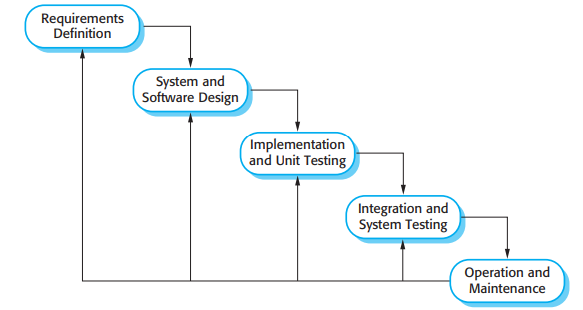 Requirements
Definition
System and
Software Design
Implementation
and Unit Testing
Integration and
System Testing
Operation and
Maintenance